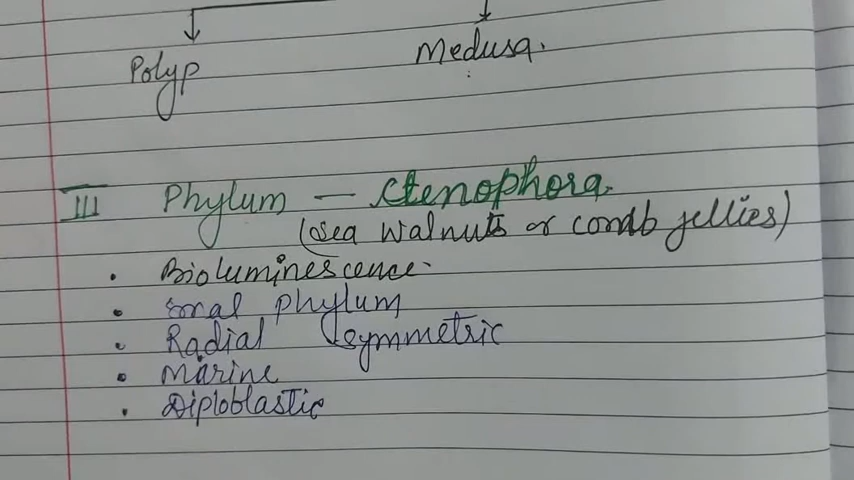 Polyp Medusa.
III Phylum — Ctenophora.
(Sea Walnuts or comb jellies)
• Bioluminescence.
• small phylum
• Radial symmetric
• Marine
• Diploblastic